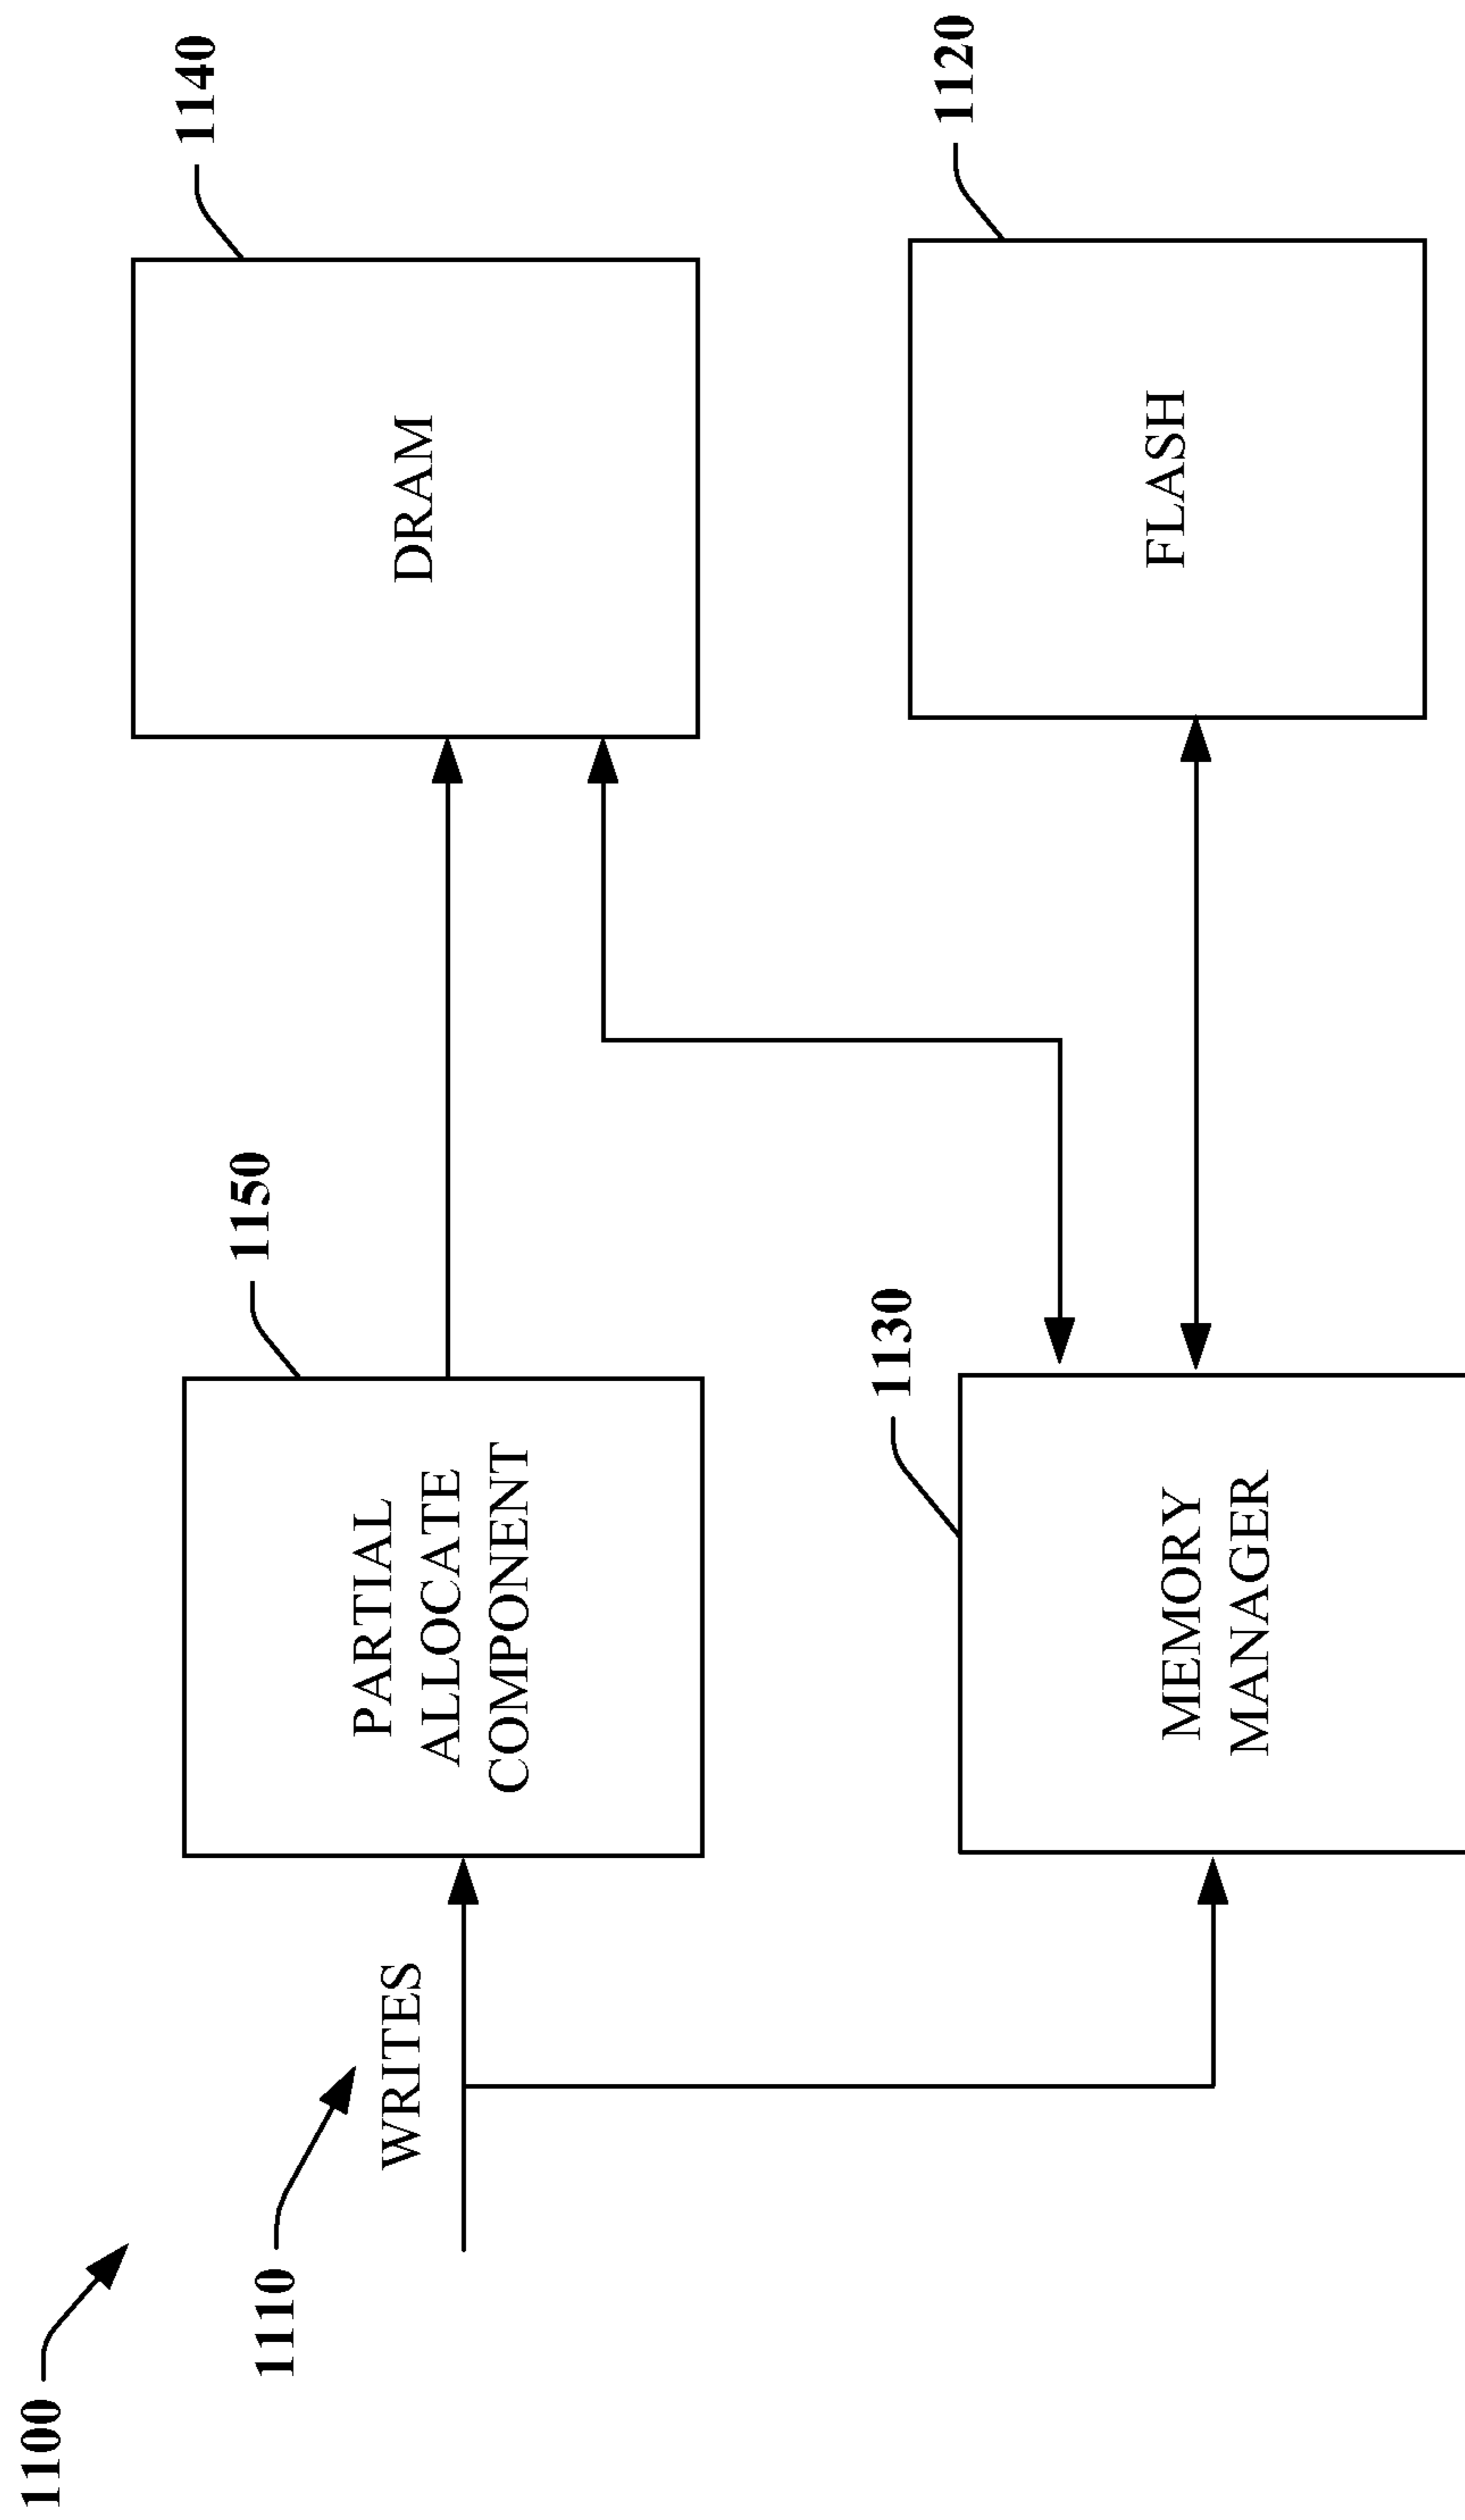 1100
1110
WRITES
1150
PARTIAL
ALLOCATE
COMPONENT
1140
DRAM
1130
MEMORY
MANAGER
1120
FLASH